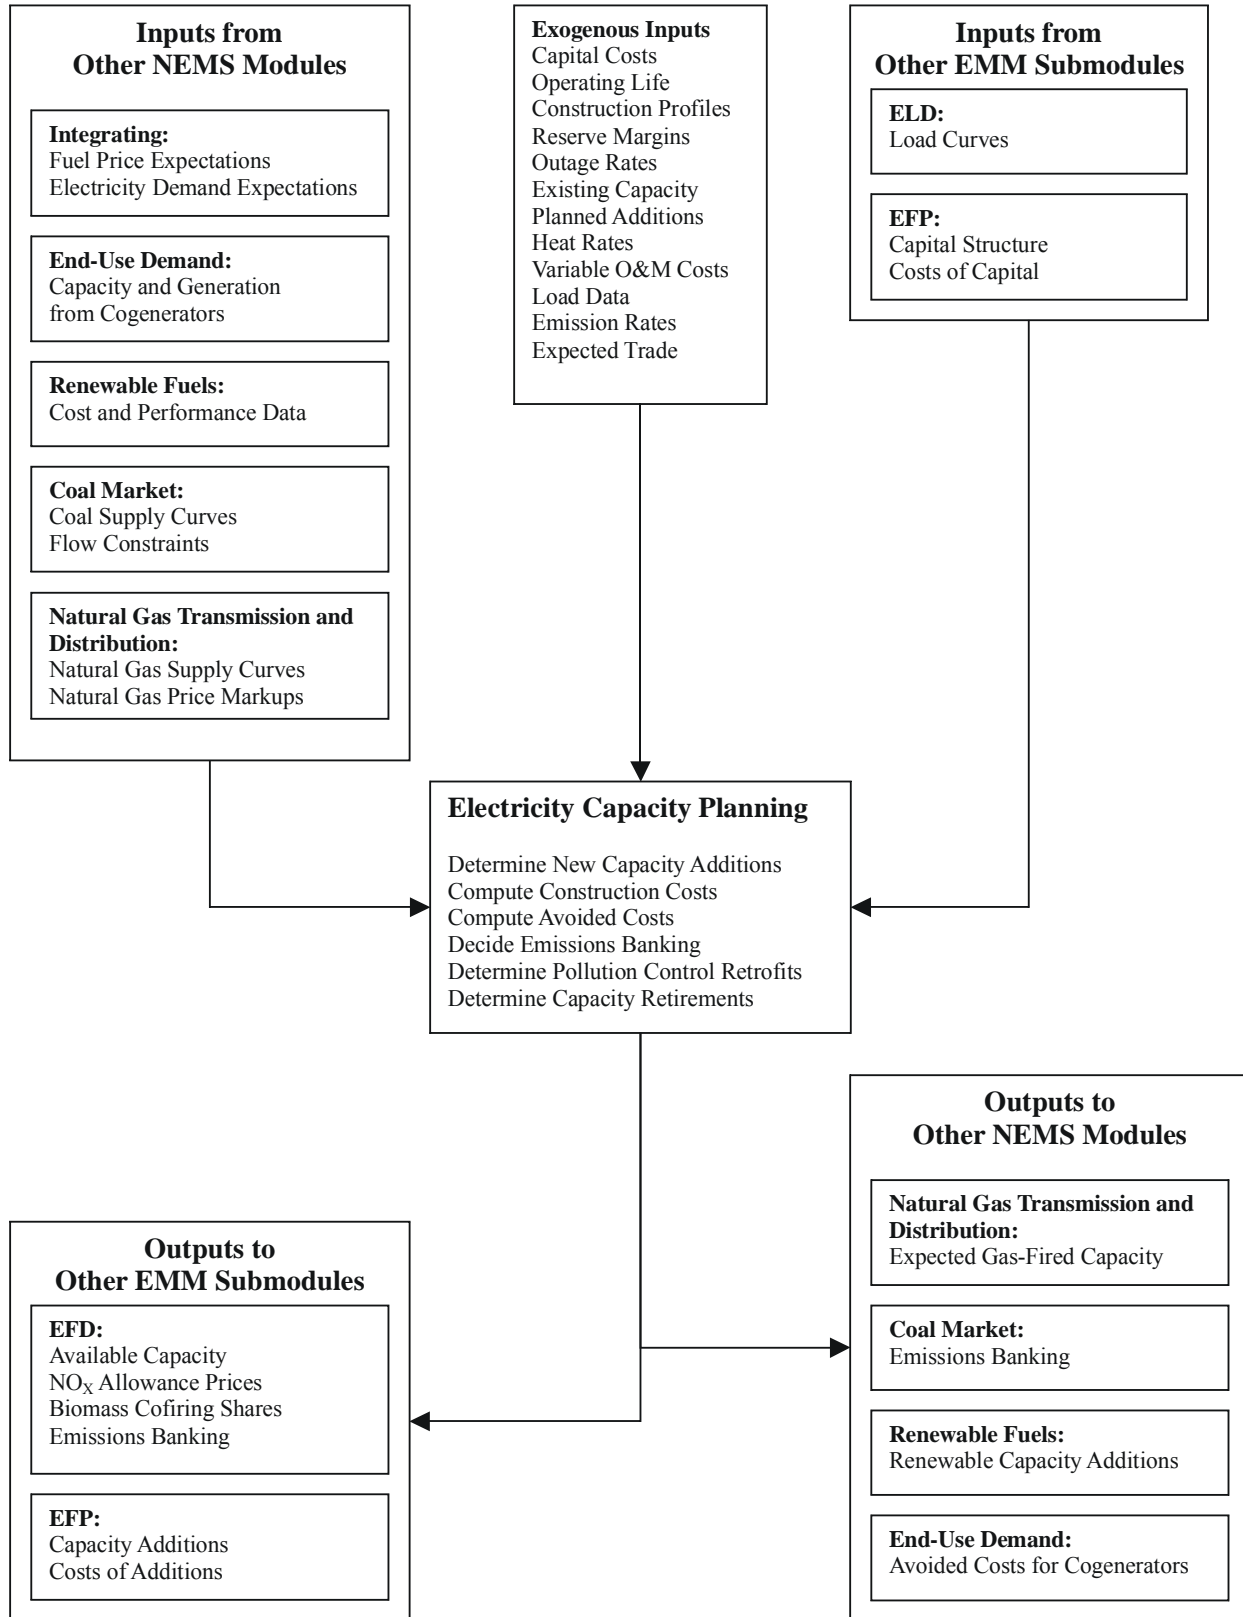 Inputs from
Other NEMS Modules
Integrating:
Fuel Price Expectations
Electricity Demand Expectations
End-Use Demand:
Capacity and Generation
from Cogenerators
Renewable Fuels:
Cost and Performance Data
Coal Market:
Coal Supply Curves
Flow Constraints
Natural Gas Transmission and
Distribution:
Natural Gas Supply Curves
Natural Gas Price Markups
Exogenous Inputs
Capital Costs
Operating Life
Construction Profiles
Reserve Margins
Outage Rates
Existing Capacity
Planned Additions
Heat Rates
Variable O&M Costs
Load Data
Emission Rates
Expected Trade
Inputs from
Other EMM Submodules
ELD:
Load Curves
EFP:
Capital Structure
Costs of Capital
Electricity Capacity Planning
Determine New Capacity Additions
Compute Construction Costs
Compute Avoided Costs
Decide Emissions Banking
Determine Pollution Control Retrofits
Determine Capacity Retirements
Outputs to
Other EMM Submodules
EFD:
Available Capacity
NOX Allowance Prices
Biomass Cofiring Shares
Emissions Banking
EFP:
Capacity Additions
Costs of Additions
Outputs to
Other NEMS Modules
Natural Gas Transmission and
Distribution:
Expected Gas-Fired Capacity
Coal Market:
Emissions Banking
Renewable Fuels:
Renewable Capacity Additions
End-Use Demand:
Avoided Costs for Cogenerators